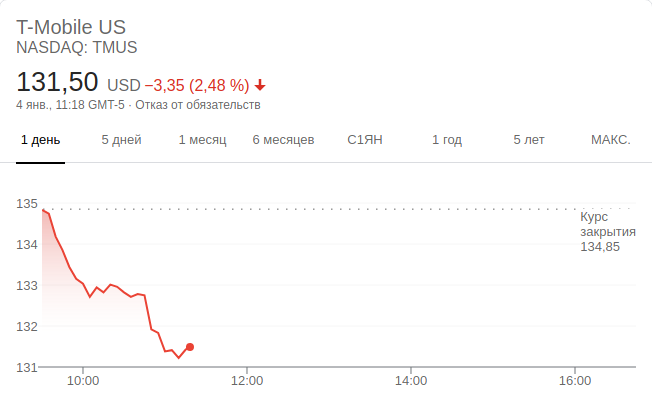 T-Mobile US
NASDAQ: TMUS
131,50 USD −3,35 (2,48 %)
4 янв., 11:18 GMT-5 · Отказ от обязательств
1 день 5 дней 1 месяц 6 месяцев С1ЯН 1 год 5 лет МАКС.
135
Курс
закрытия
134,85
134
133
132
131
10:00 12:00 14:00 16:00